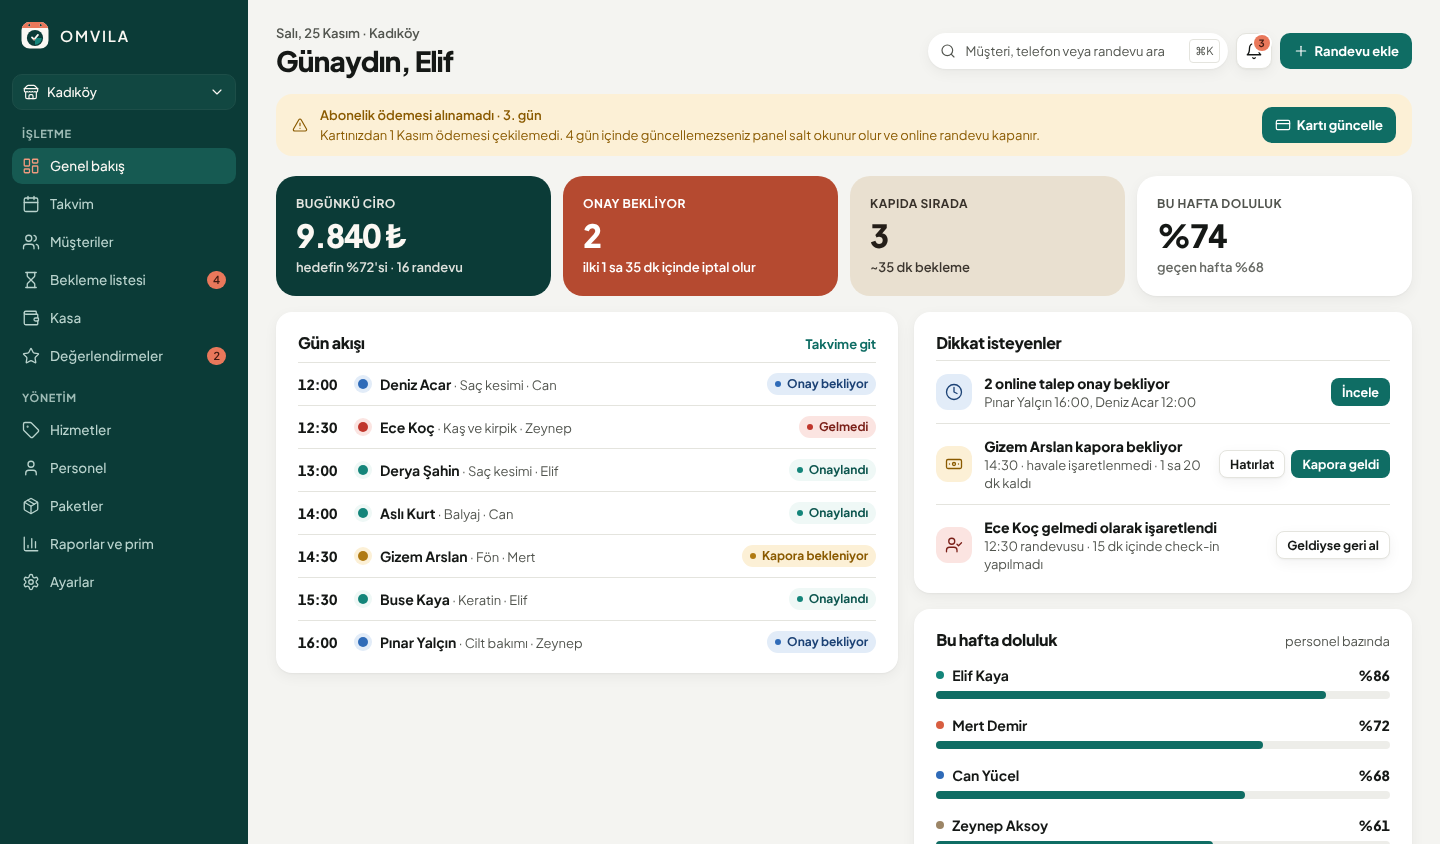 OMVILA
Kadıköy
İŞLETME
Genel bakış
Takvim
Müşteriler
Bekleme listesi 4
Kasa
Değerlendirmeler 2
YÖNETİM
Hizmetler
Personel
Paketler
Raporlar ve prim
Ayarlar
Salı, 25 Kasım · Kadıköy
Günaydın, Elif
Müşteri, telefon veya randevu ara ⌘K
3
Randevu ekle
Abonelik ödemesi alınamadı · 3. gün
Kartınızdan 1 Kasım ödemesi çekilemedi. 4 gün içinde güncellemezseniz panel salt okunur olur ve online randevu kapanır.
Kartı güncelle
BUGÜNKÜ CİRO
9.840 ₺
hedefin %72'si · 16 randevu
ONAY BEKLİYOR
2
ilki 1 sa 35 dk içinde iptal olur
KAPIDA SIRADA
3
~35 dk bekleme
BU HAFTA DOLULUK
%74
geçen hafta %68
Gün akışı Takvime git
12:00 Deniz Acar · Saç kesimi · Can Onay bekliyor
12:30 Ece Koç · Kaş ve kirpik · Zeynep Gelmedi
13:00 Derya Şahin · Saç kesimi · Elif Onaylandı
14:00 Aslı Kurt · Balyaj · Can Onaylandı
14:30 Gizem Arslan · Fön · Mert Kapora bekleniyor
15:30 Buse Kaya · Keratin · Elif Onaylandı
16:00 Pınar Yalçın · Cilt bakımı · Zeynep Onay bekliyor
Dikkat isteyenler
2 online talep onay bekliyor
Pınar Yalçın 16:00, Deniz Acar 12:00
İncele
Gizem Arslan kapora bekliyor
14:30 · havale işaretlenmedi · 1 sa 20
dk kaldı
Hatırlat Kapora geldi
Ece Koç gelmedi olarak işaretlendi
12:30 randevusu · 15 dk içinde check-in
yapılmadı
Geldiyse geri al
Bu hafta doluluk personel bazında
Elif Kaya %86
Mert Demir %72
Can Yücel %68
Zeynep Aksoy %61